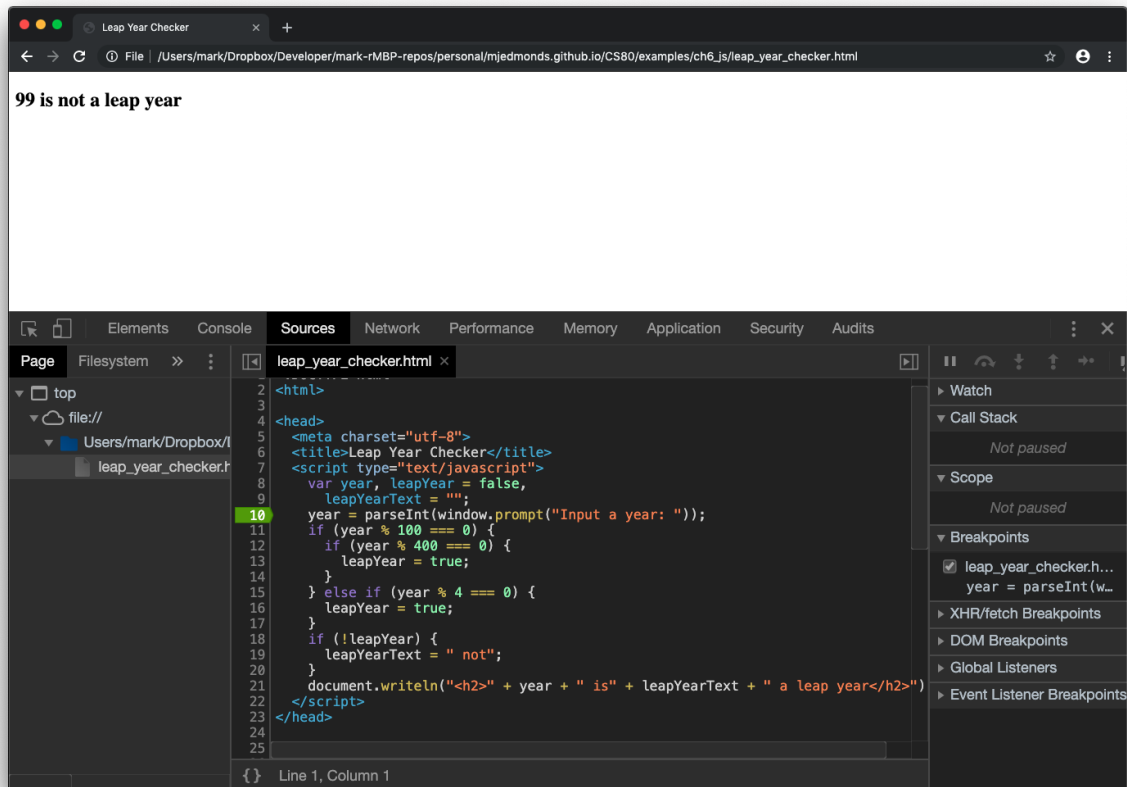 Leap Year Checker
File | /Users/mark/Dropbox/Developer/mark-rMBP-repos/personal/mjedmonds.github.io/CS80/examples/ch6_js/leap_year_checker.html
99 is not a leap year
Elements Console Sources Network Performance Memory Application Security Audits
Page Filesystem » leap_year_checker.html ×
top
file://
Users/mark/Dropbox/
leap_year_checker.h
2 <html>
3
4 <head>
5 <meta charset="utf-8">
6 <title>Leap Year Checker</title>
7 <script type="text/javascript">
8 var year, leapYear = false,
9 leapYearText = "";
10 year = parseInt(window.prompt("Input a year: "));
11 if (year % 100 === 0) {
12 if (year % 400 === 0) {
13 leapYear = true;
14 }
15 } else if (year % 4 === 0) {
16 leapYear = true;
17 }
18 if (!leapYear) {
19 leapYearText = " not";
20 }
21 document.writeln("<h2>" + year + " is" + leapYearText + " a leap year</h2>")
22 </script>
23 </head>
24
25
{} Line 1, Column 1
Watch
Call Stack
Not paused
Scope
Not paused
Breakpoints
leap_year_checker.h...
year = parseInt(w...
XHR/fetch Breakpoints
DOM Breakpoints
Global Listeners
Event Listener Breakpoints